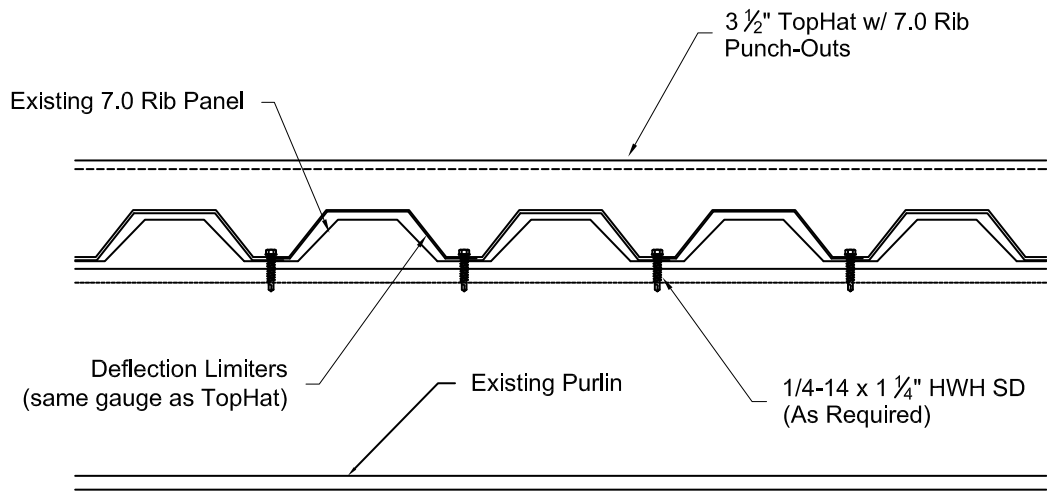 3 ½" TopHat w/ 7.0 Rib
Punch-Outs
Existing 7.0 Rib Panel
Deflection Limiters
(same gauge as TopHat)
Existing Purlin
1/4-14 x 1 ¼" HWH SD
(As Required)